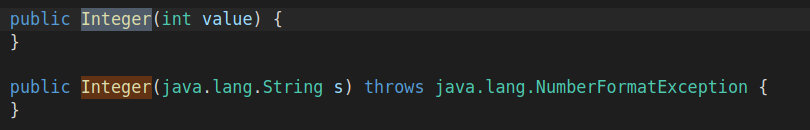 public Integer(int value) {
}
public Integer(java.lang.String s) throws java.lang.NumberFormatException {
}